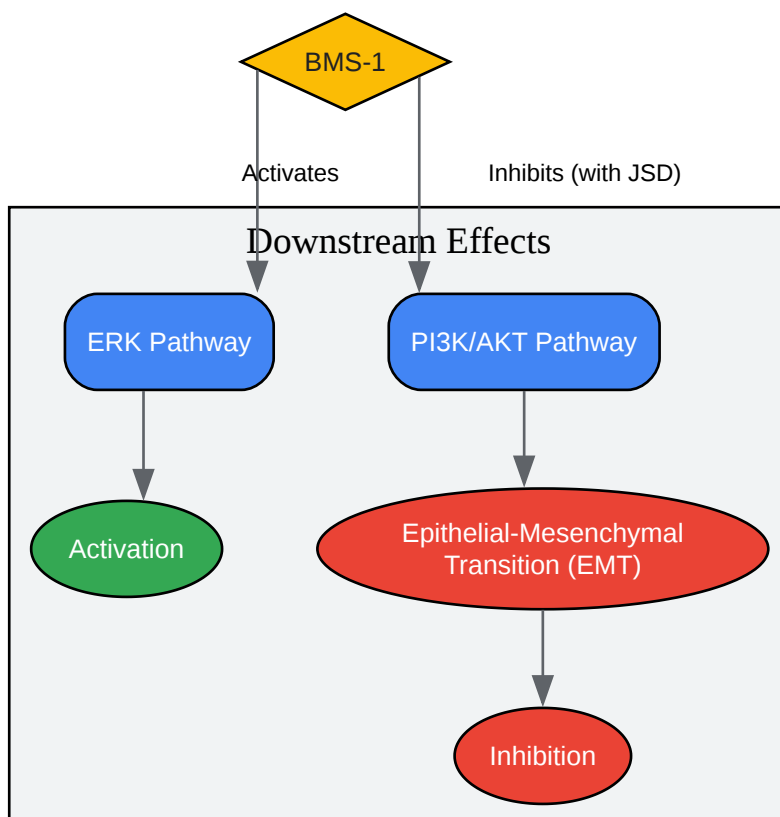 BMS-1
Activates
Inhibits (with JSD)
Downstream Effects
ERK Pathway
PI3K/AKT Pathway
Activation
Epithelial-Mesenchymal
Transition (EMT)
Inhibition